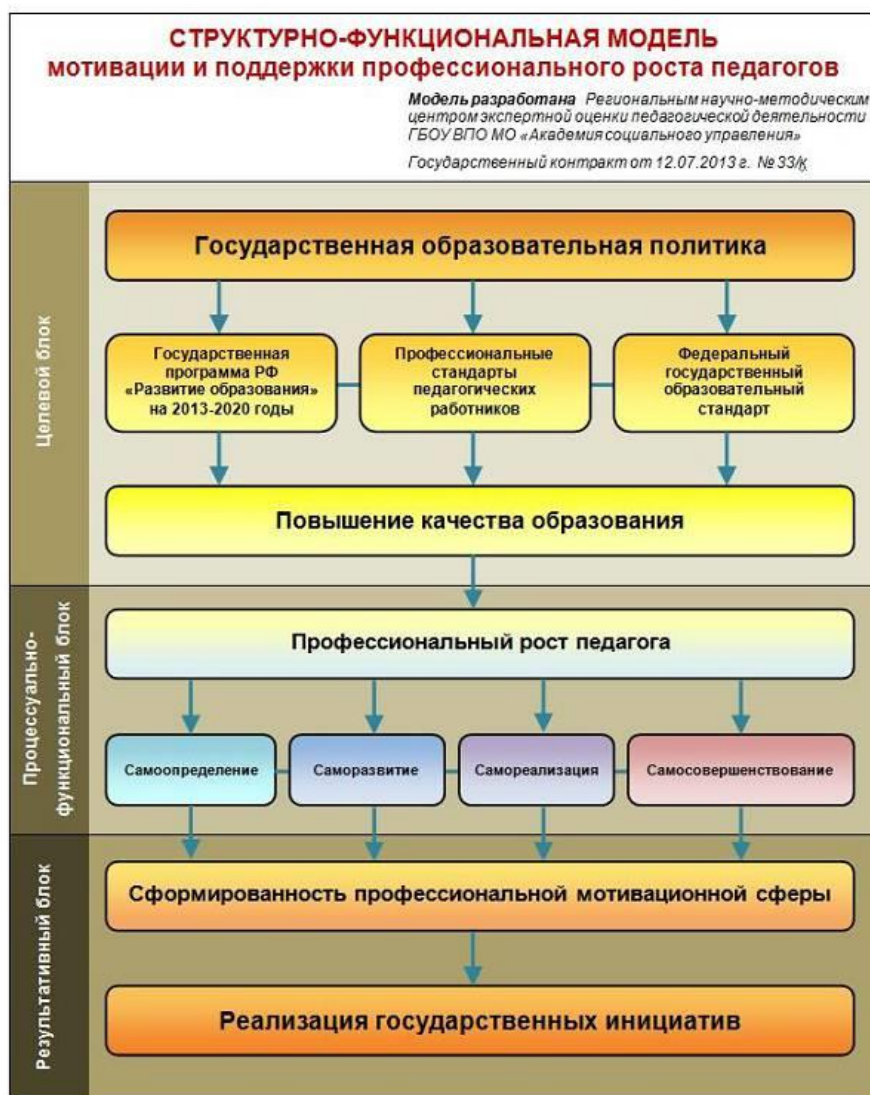 СТРУКТУРНО-ФУНКЦИОНАЛЬНАЯ МОДЕЛЬ
мотивации и поддержки профессионального роста педагогов
Модель разработана Региональным научно-методическим
центром экспертной оценки педагогической деятельности
ГБОУ ВПО МО «Академия социального управления»
Государственный контракт от 12.07.2013 г. № 33/к
Целевой блок
Государственная образовательная политика
Государственная
программа РФ
«Развитие образования»
на 2013-2020 годы
Профессиональные
стандарты
педагогических
работников
Федеральный
государственный
образовательный
стандарт
Повышение качества образования
Процессуально-
функциональный блок
Профессиональный рост педагога
Самоопределение
Саморазвитие
Самореализация
Самосовершенствование
Результативный блок
Сформированность профессиональной мотивационной сферы
Реализация государственных инициатив